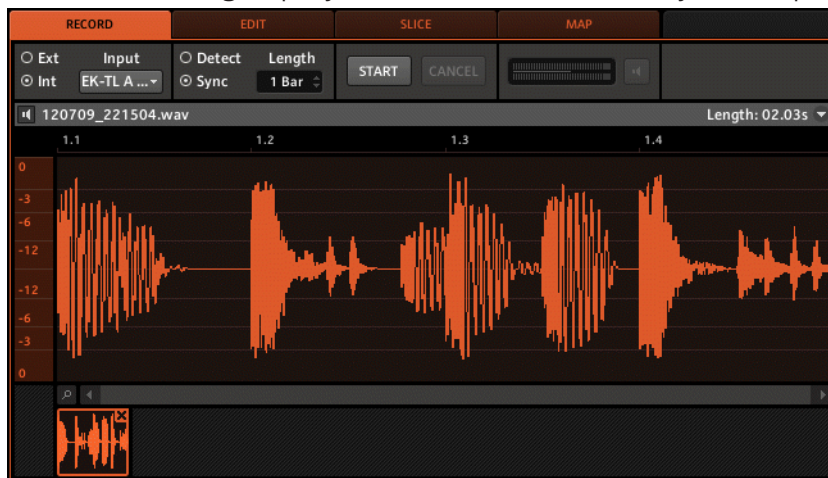 RECORD EDIT SLICE MAP
Ext Input Detect Length
Int EK-TL A ... Sync 1 Bar START CANCEL
120709_221504.wav Length: 02.03s
1.1 1.2 1.3 1.4
0
-3
-6
-12
-12
-6
-3
0